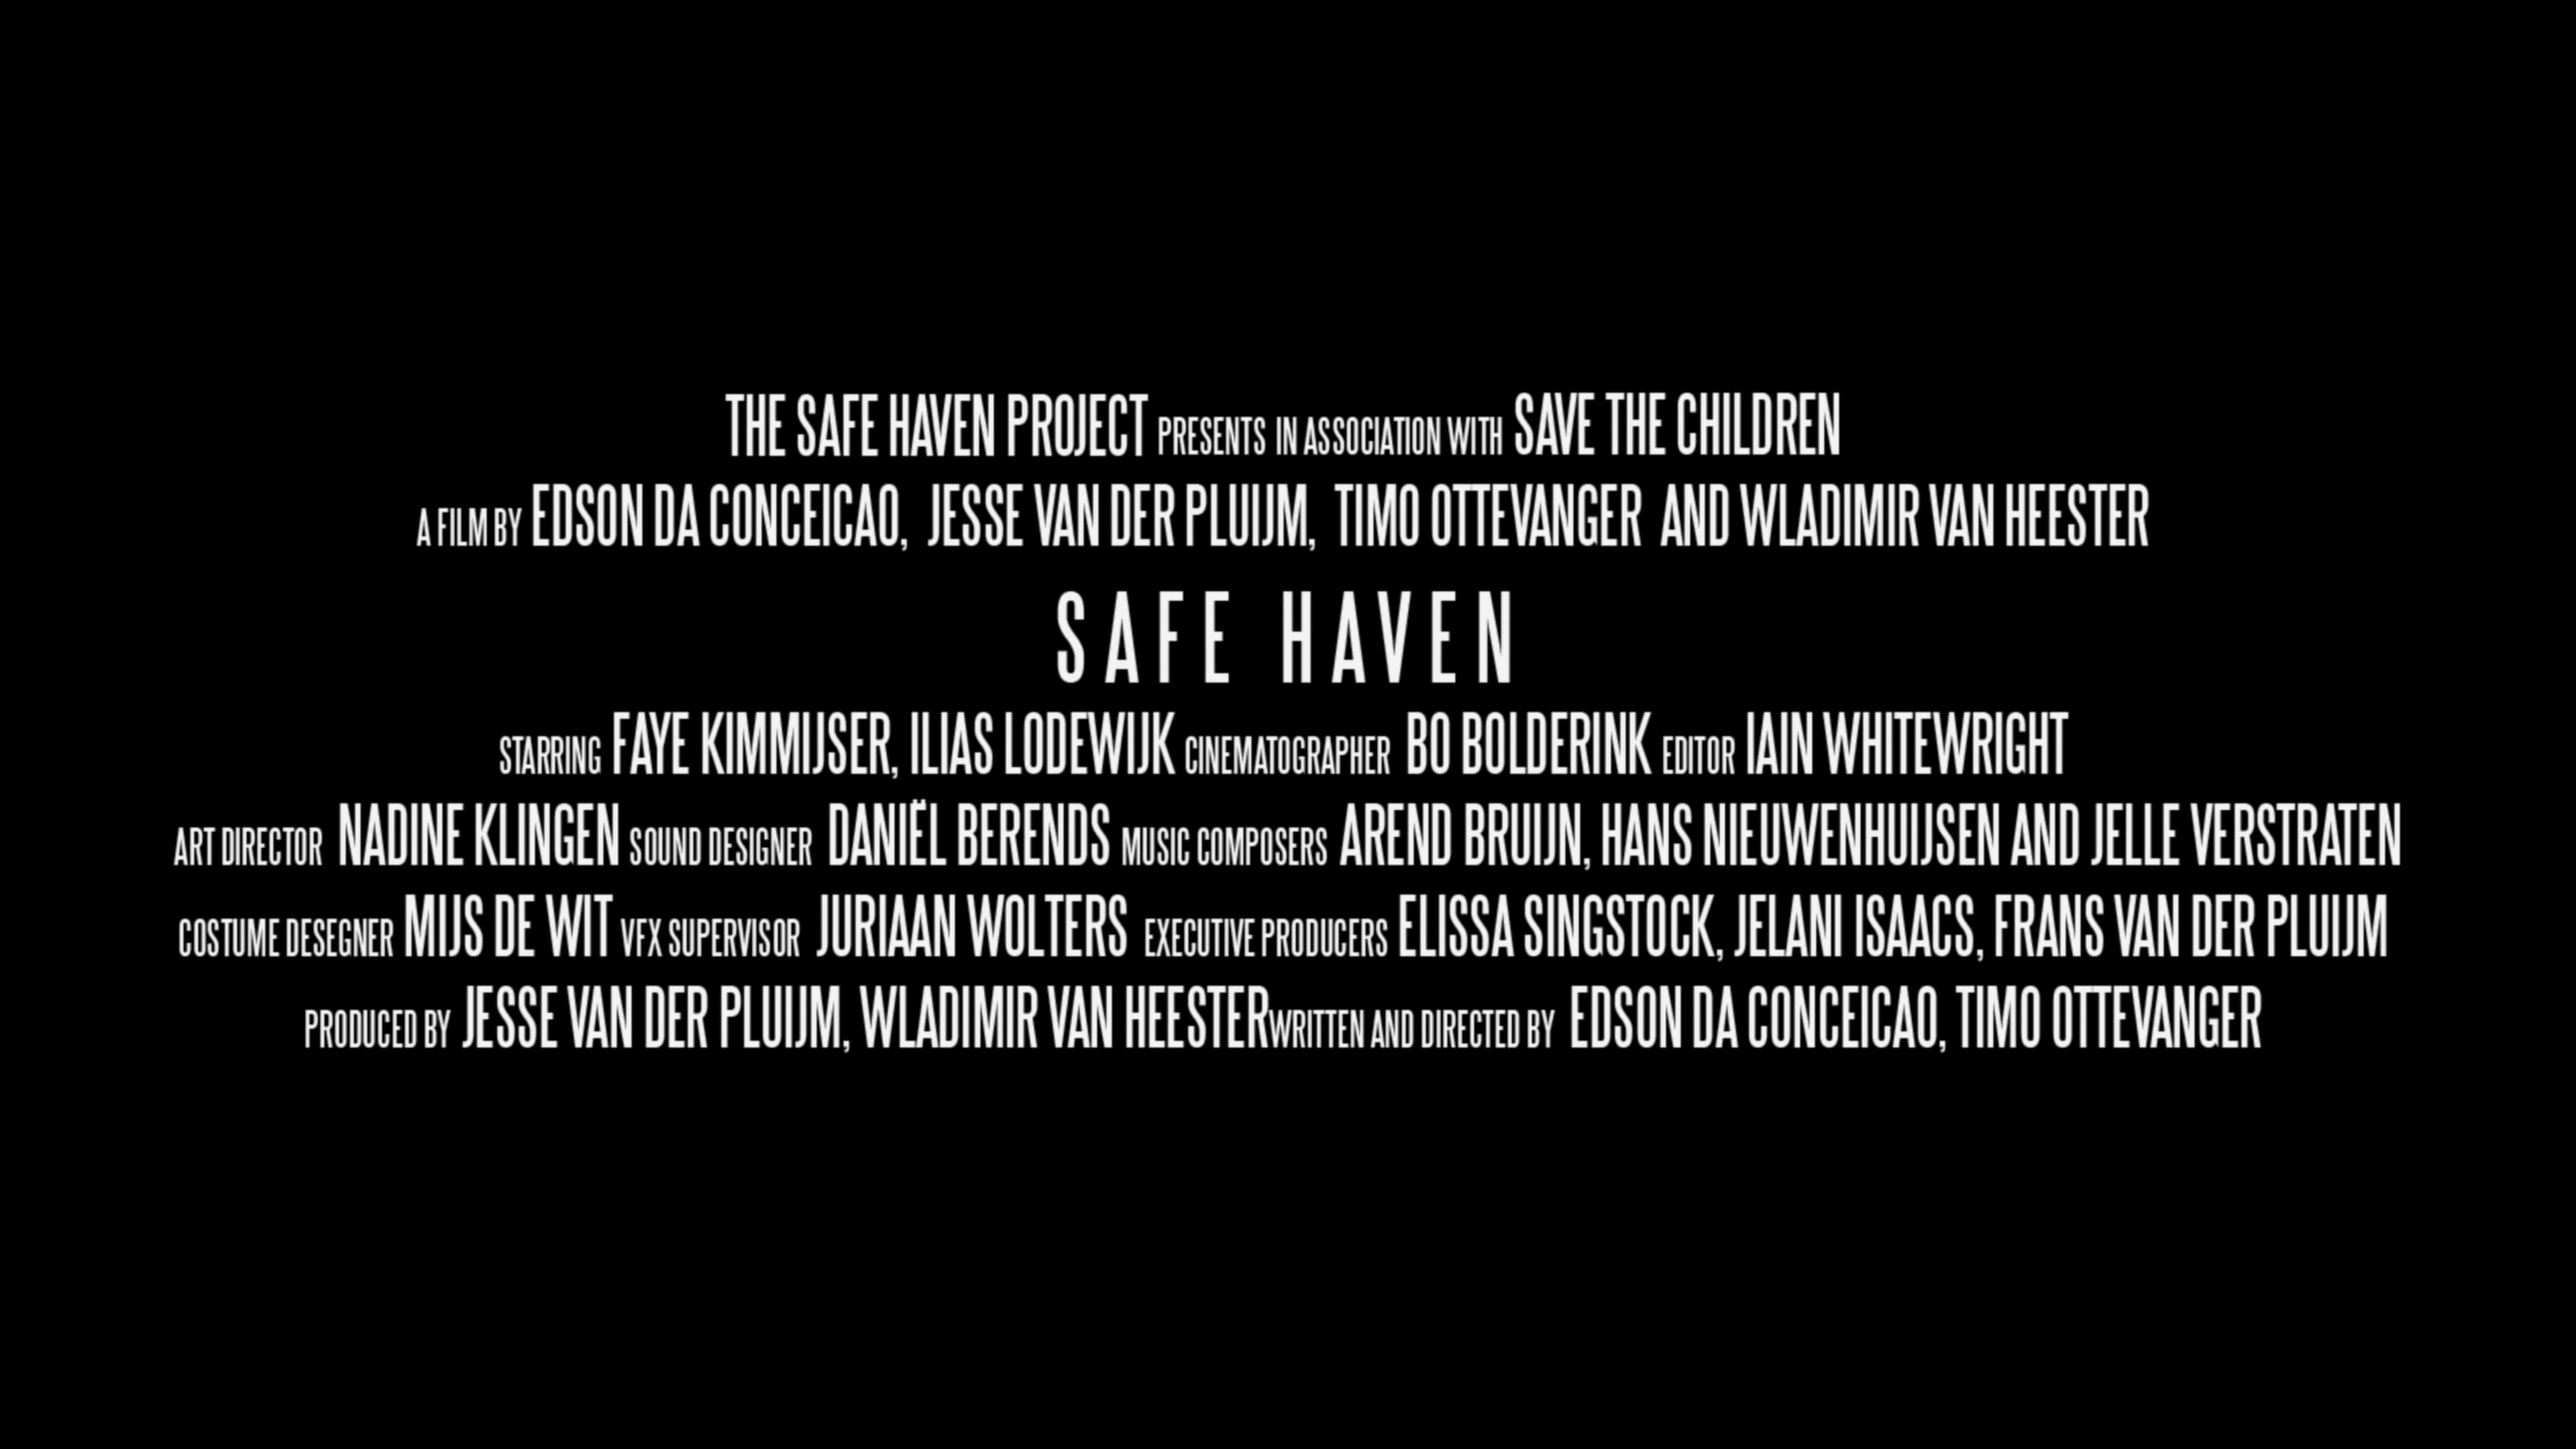 THE SAFE HAVEN PROJECT PRESENTS IN ASSOCIATION WITH SAVE THE CHILDREN
A FILM BY EDSON DA CONCEICAO, JESSE VAN DER PLUIJM, TIMO OTTEVANGER AND WLADIMIR VAN HEESTER
SAFE HAVEN
STARRING FAYE KIMMIJSER, ILIAS LODEWIJK CINEMATOGRAPHER BO BOLDERINK EDITOR IAIN WHITEWRIGHT
ART DIRECTOR NADINE KLINGEN SOUND DESIGNER DANIËL BERENDS MUSIC COMPOSERS AREND BRUIJN, HANS NIEUWENHUIJSEN AND JELLE VERSTRATEN
COSTUME DESEGNER MIJS DE WIT VFX SUPERVISOR JURIAAN WOLTERS EXECUTIVE PRODUCERS ELISSA SINGSTOCK, JELANI ISAACS, FRANS VAN DER PLUIJM
PRODUCED BY JESSE VAN DER PLUIJM, WLADIMIR VAN HEESTER WRITTEN AND DIRECTED BY EDSON DA CONCEICAO, TIMO OTTEVANGER